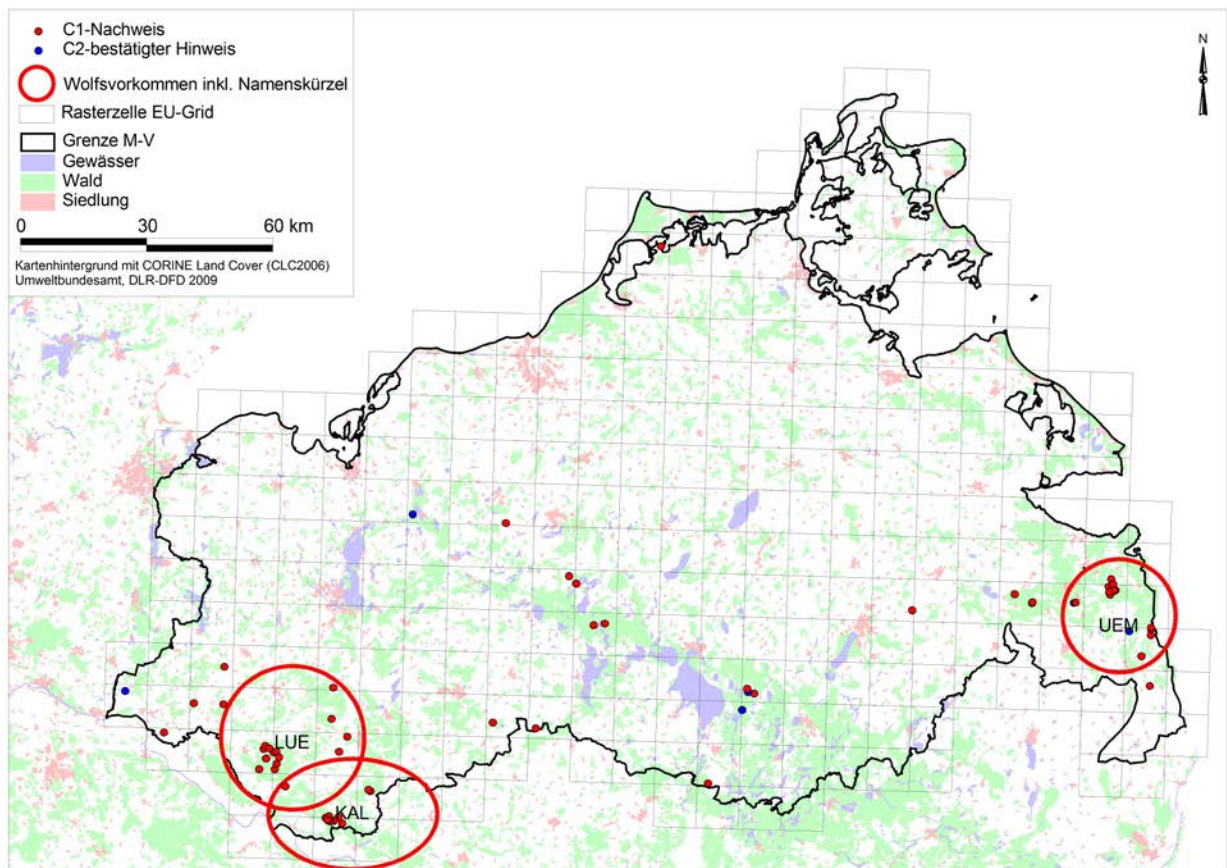 C1-Nachweis
C2-bestätigter Hinweis
Wolfsvorkommen inkl. Namenskürzel
Rasterzelle EU-Grid
Grenze M-V
Gewässer
Wald
Siedlung
0 30 60 km
Kartenhintergrund mit CORINE Land Cover (CLC2006)
Umweltbundesamt, DLR-DFD 2009
N
UEM
LUE
KAL